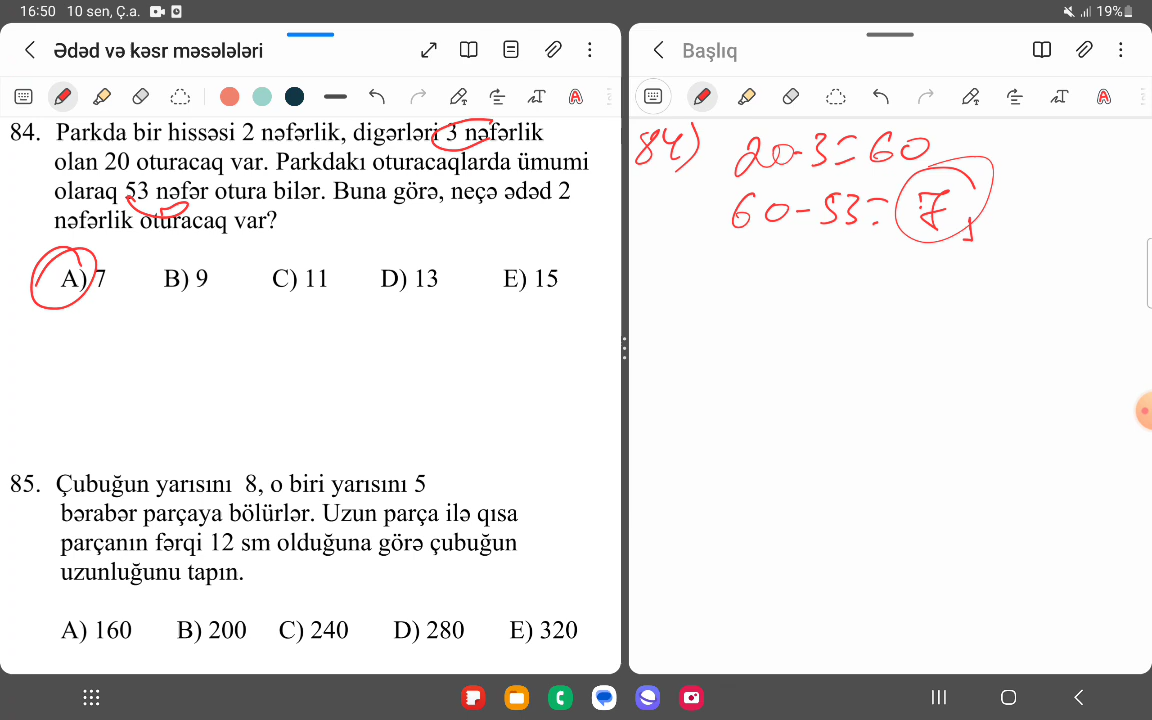 16:50 10 sen, Ç.a. 19%
Ədəd və kəsr məsələləri
Başlıq
84. Parkda bir hissəsi 2 nəfərlik, digərləri 3 nəfərlik
olan 20 oturacaq var. Parkdakı oturacaqlarda ümumi
olaraq 53 nəfər otura bilər. Buna görə, neçə ədəd 2
nəfərlik oturacaq var?
A) 7 B) 9 C) 11 D) 13 E) 15
85. Çubuğun yarısını 8, o biri yarısını 5
bərabər parçaya bölürlər. Uzun parça ilə qısa
parçanın fərqi 12 sm olduğuna görə çubuğun
uzunluğunu tapın.
A) 160 B) 200 C) 240 D) 280 E) 320
84) 20·3=60
60-53=7